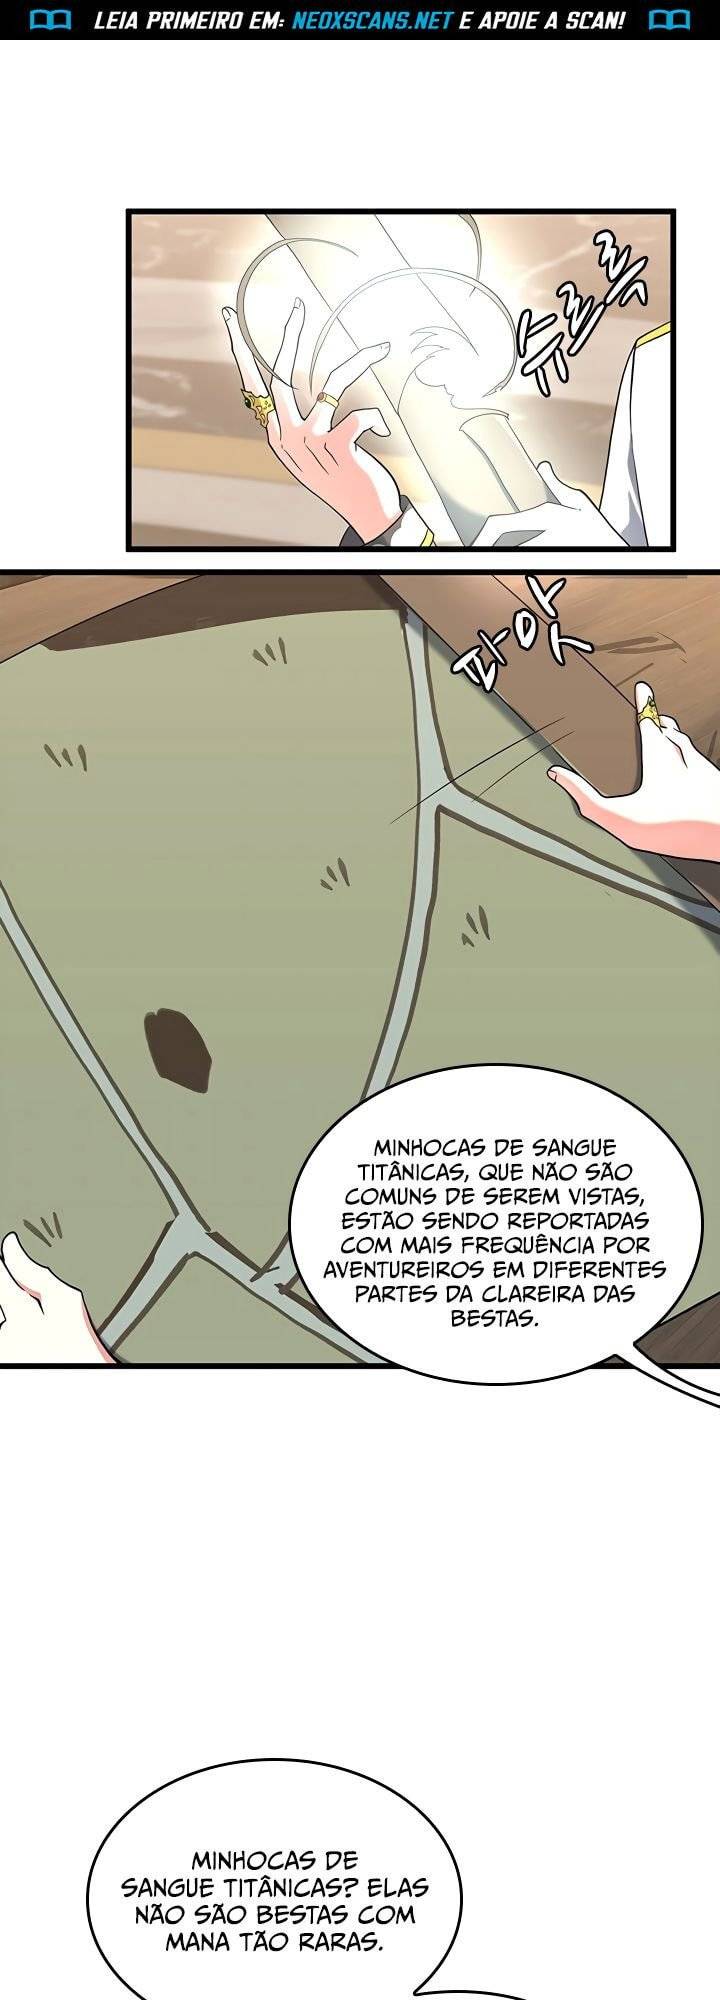 LEIA PRIMEIRO EM: NEOXSCANS.NET E APOIE A SCAN!
스르륵
슈
파앗
MINHOCAS DE SANGUE
TITÂNICAS, QUE NÃO SÃO
COMUNS DE SEREM VISTAS,
ESTÃO SENDO REPORTADAS
COM MAIS FREQUÊNCIA POR
AVENTUREIROS EM DIFERENTES
PARTES DA CLAREIRA DAS
BESTAS.
MINHOCAS DE
SANGUE TITÂNICAS? ELAS
NÃO SÃO BESTAS COM
MANA TÃO RARAS.